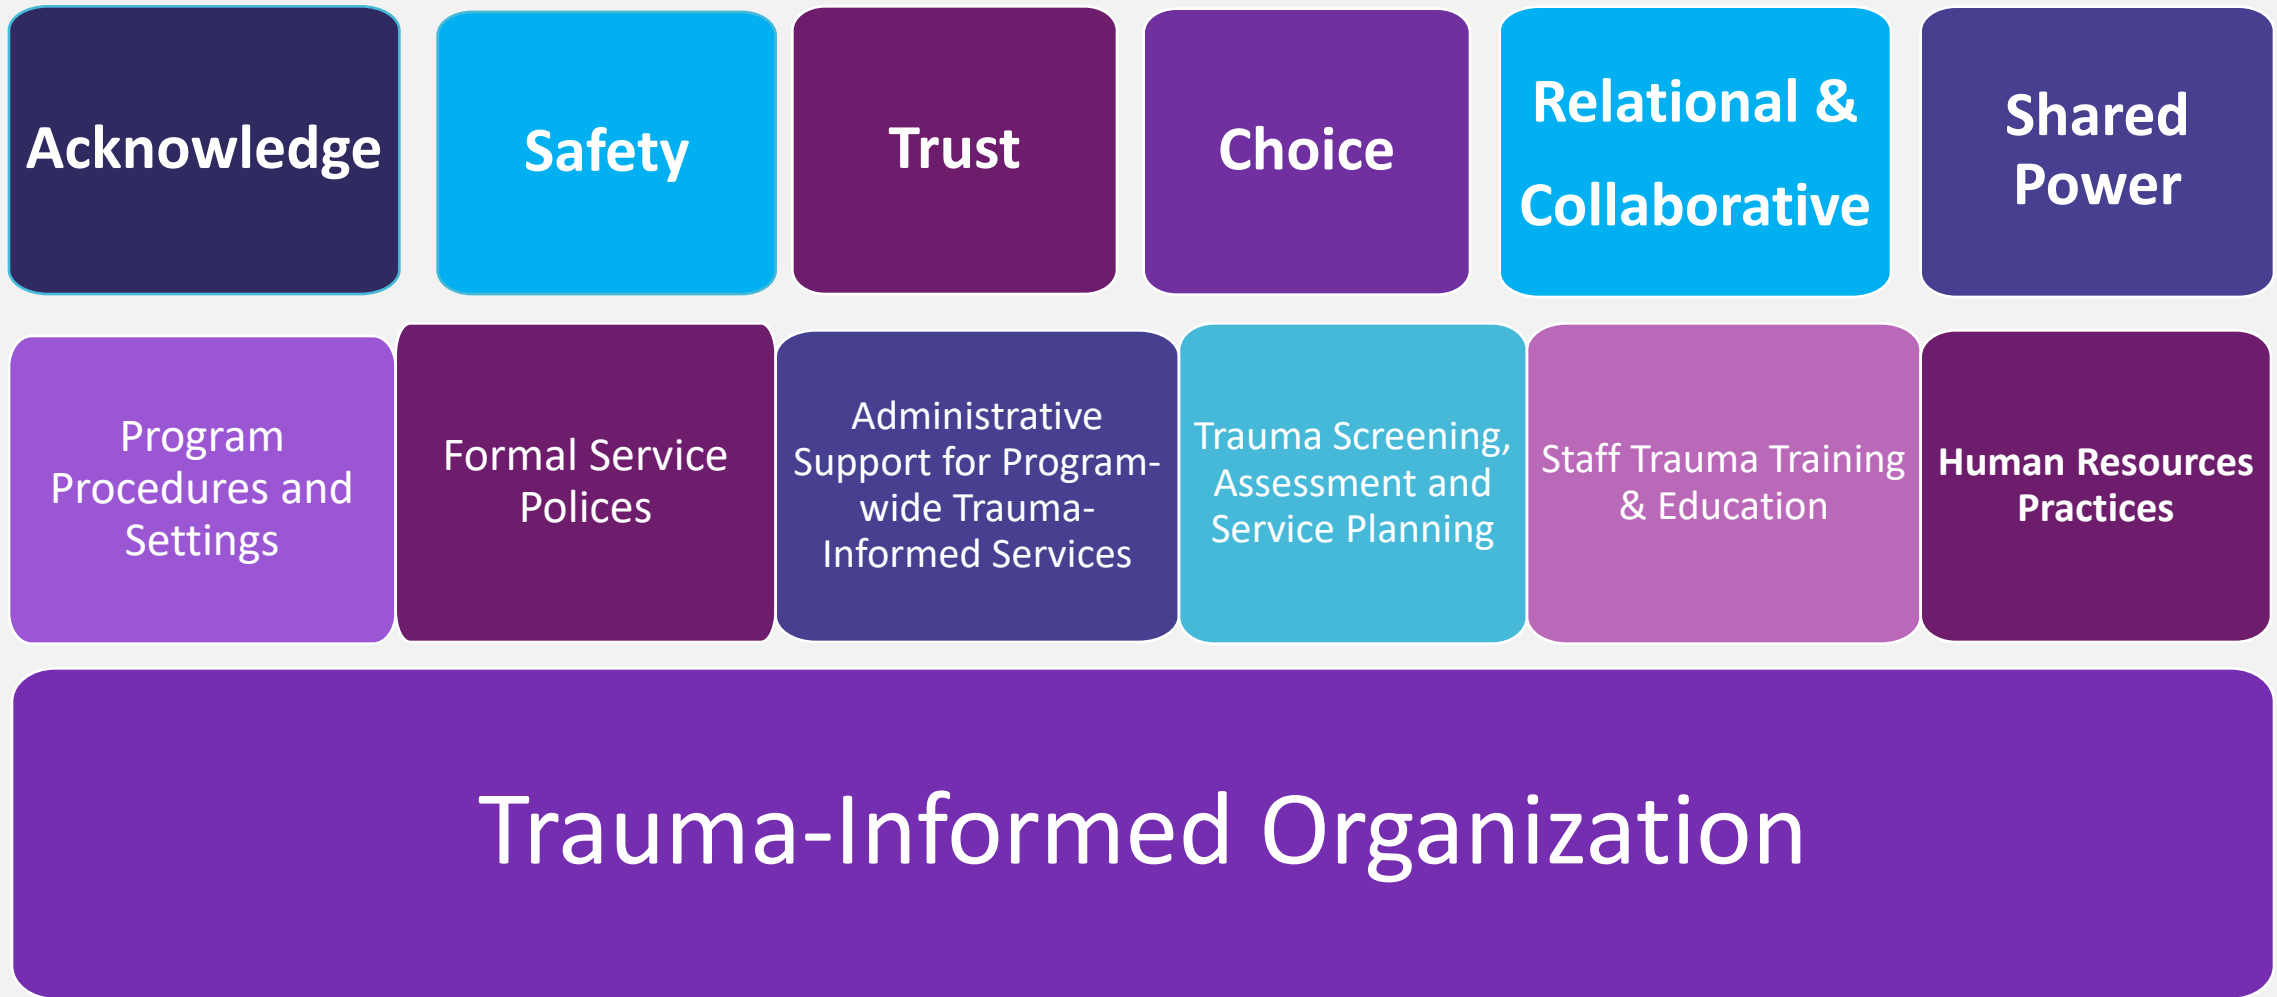 Acknowledge
Safety
Trust
Choice
Relational &
Collaborative
Shared
Power
Program
Procedures and
Settings
Formal Service
Polices
Administrative
Support for Program-
wide Trauma-
Informed Services
Trauma Screening,
Assessment and
Service Planning
Staff Trauma Training
& Education
Human Resources
Practices
Trauma-Informed Organization